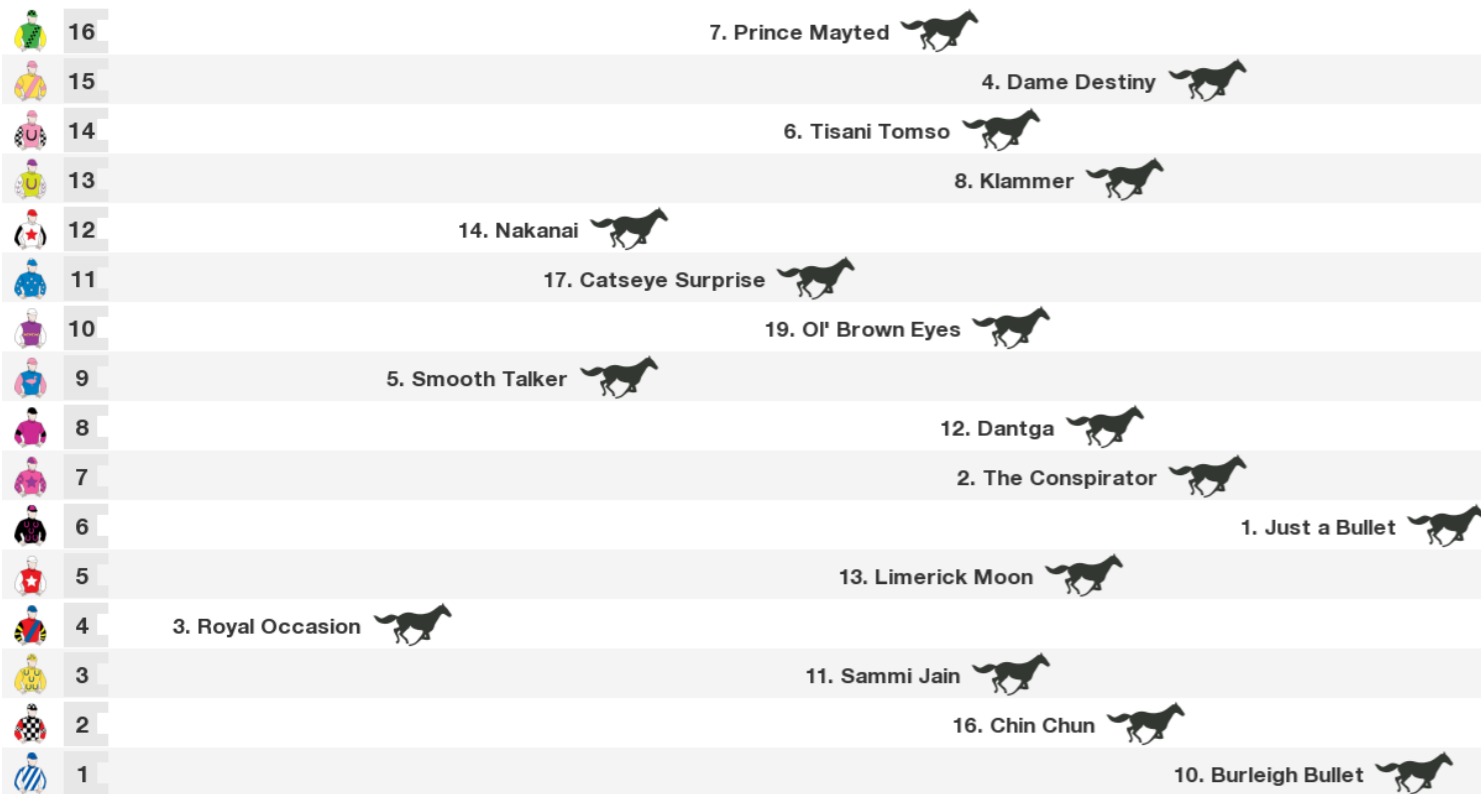 16 7. Prince Mayted
15 4. Dame Destiny
14 6. Tisani Tomso
13 8. Klammer
12 14. Nakanai
11 17. Catseye Surprise
10 19. Ol' Brown Eyes
9 5. Smooth Talker
8 12. Dantga
7 2. The Conspirator
6 1. Just a Bullet
5 13. Limerick Moon
4 3. Royal Occasion
3 11. Sammi Jain
2 16. Chin Chun
1 10. Burleigh Bullet